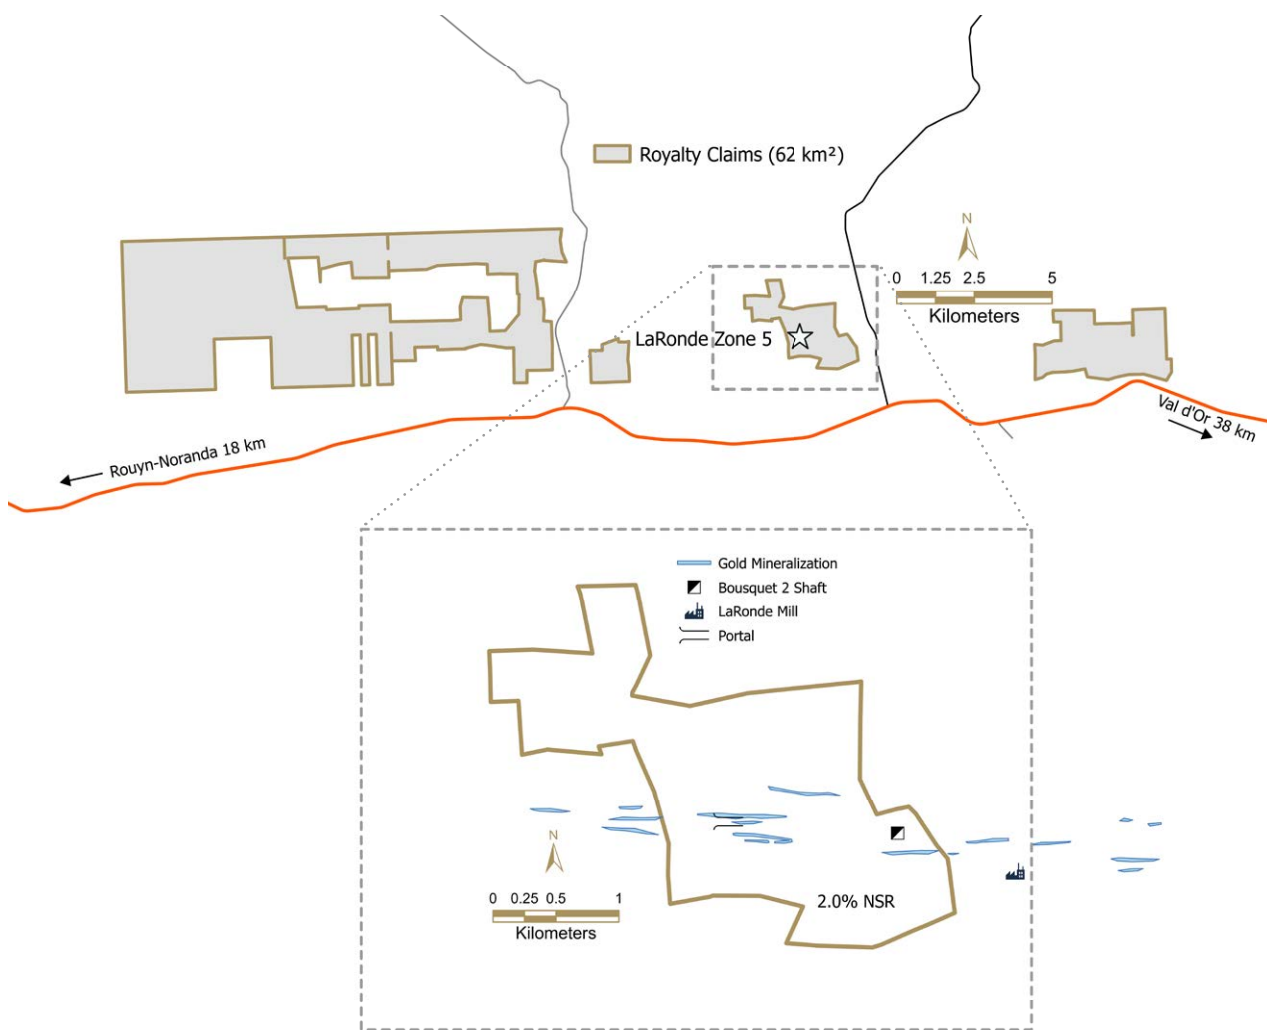 Royalty Claims (62 km²)
N
0 1.25 2.5 5
Kilometers
LaRonde Zone 5
Rouyn-Noranda 18 km
Val d'Or 38 km
Gold Mineralization
Bousquet 2 Shaft
LaRonde Mill
Portal
N
0 0.25 0.5 1
Kilometers
2.0% NSR